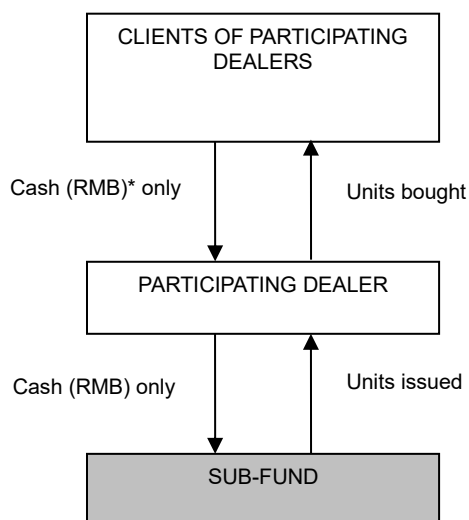 CLIENTS OF PARTICIPATING
DEALERS
Cash (RMB)* only
Units bought
PARTICIPATING DEALER
Cash (RMB) only
Units issued
SUB-FUND